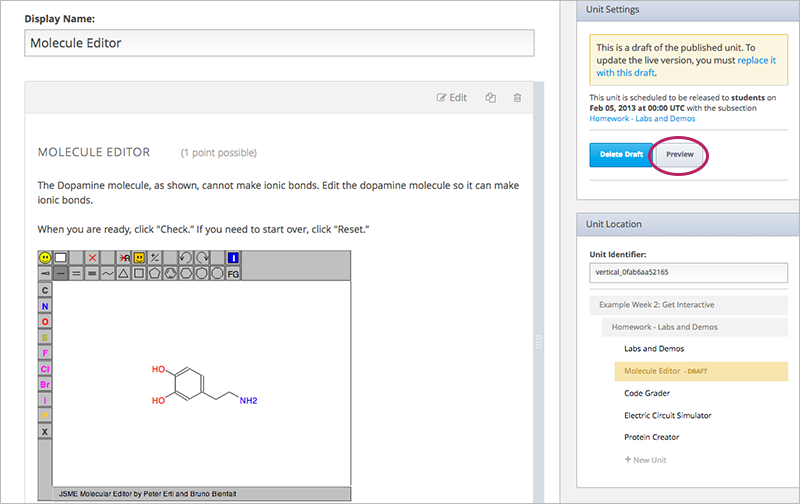 Display Name:
Molecule Editor
Edit
MOLECULE EDITOR (1 point possible)
The Dopamine molecule, as shown, cannot make ionic bonds. Edit the dopamine molecule so it can make
ionic bonds.
When you are ready, click "Check." If you need to start over, click "Reset."
FG
C
N
O
S
F
Cl
Br
I
X
HO
HO
NH2
JSME Molecular Editor by Peter Ertl and Bruno Bienfait
Unit Settings
This is a draft of the published unit. To
update the live version, you must replace it
with this draft.
This unit is scheduled to be released to students on
Feb 05, 2013 at 00:00 UTC with the subsection
Homework - Labs and Demos
Delete Draft
Preview
Unit Location
Unit Identifier:
vertical_0fab6aa52165
Example Week 2: Get Interactive
Homework - Labs and Demos
Labs and Demos
Molecule Editor - DRAFT
Code Grader
Electric Circuit Simulator
Protein Creator
+ New Unit